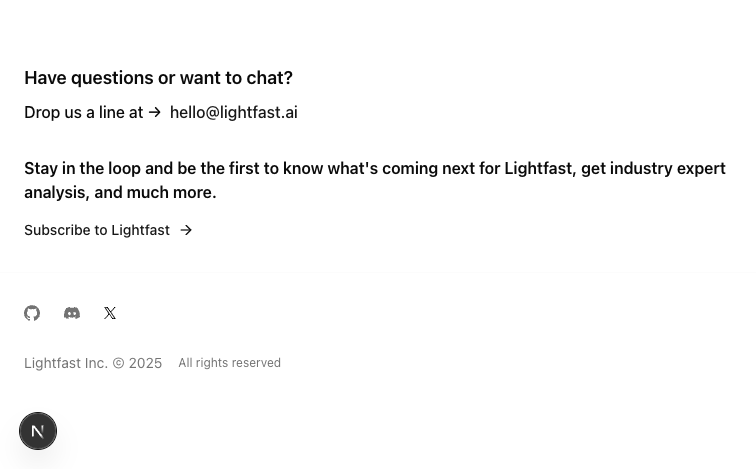 Have questions or want to chat?
Drop us a line at → hello@lightfast.ai
Stay in the loop and be the first to know what's coming next for Lightfast, get industry expert
analysis, and much more.
Subscribe to Lightfast →
Lightfast Inc. © 2025 All rights reserved
N